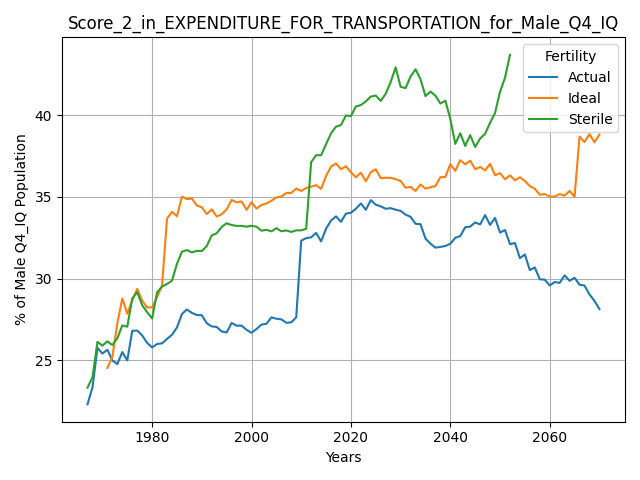 Score_2_in_EXPENDITURE_FOR_TRANSPORTATION_for_Male_Q4_IQ
% of Male Q4_IQ Population
40
35
30
25
Fertility
Actual
Ideal
Sterile
1980
2000
2020
2040
2060
Years